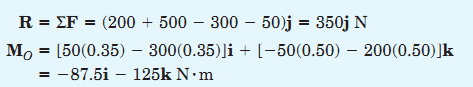 R = ΣF = (200 + 500 − 300 − 50)j = 350j N
M_O = [50(0.35) − 300(0.35)]i + [−50(0.50) − 200(0.50)]k
= −87.5i − 125k N·m